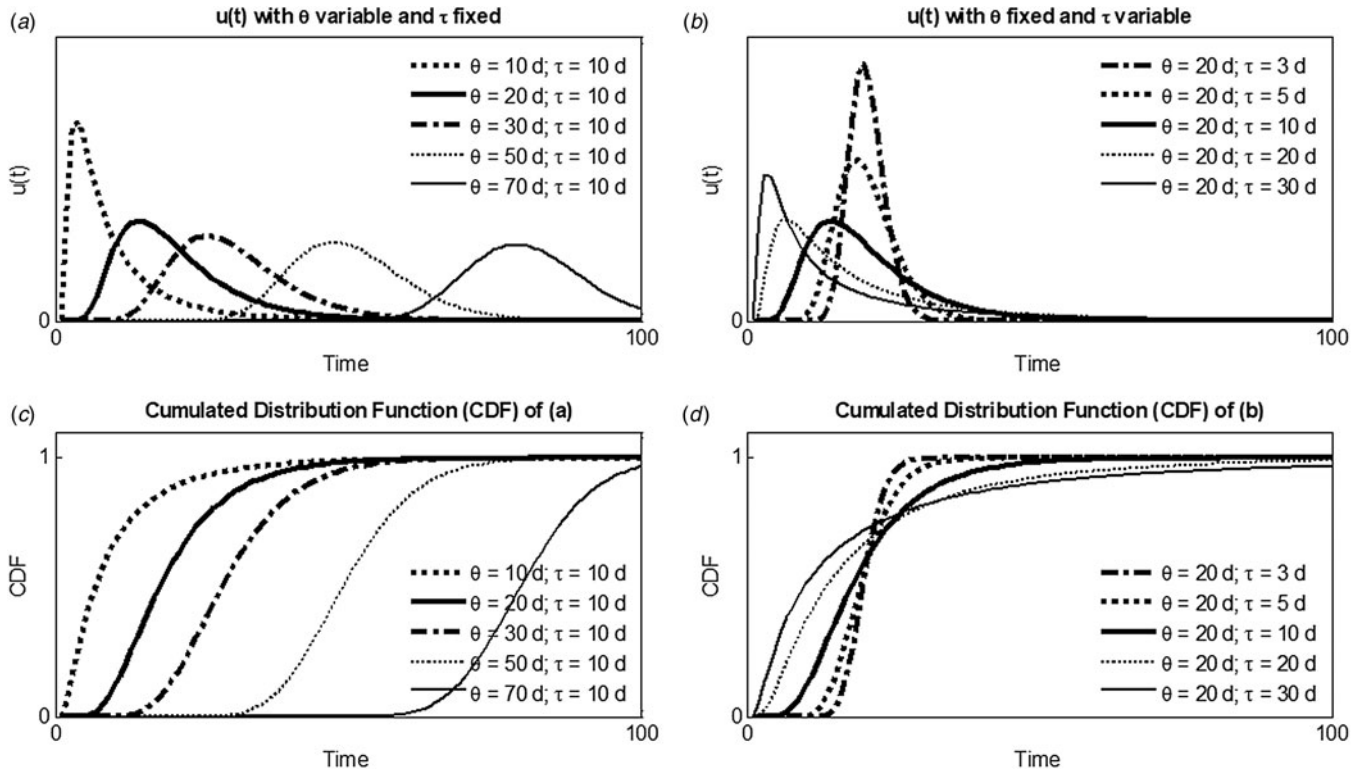 (a)
u(t) with θ variable and τ fixed
u(t)
θ = 10 d; τ = 10 d
θ = 20 d; τ = 10 d
θ = 30 d; τ = 10 d
θ = 50 d; τ = 10 d
θ = 70 d; τ = 10 d
0
0
100
Time
(b)
u(t) with θ fixed and τ variable
u(t)
θ = 20 d; τ = 3 d
θ = 20 d; τ = 5 d
θ = 20 d; τ = 10 d
θ = 20 d; τ = 20 d
θ = 20 d; τ = 30 d
0
0
100
Time
(c)
Cumulated Distribution Function (CDF) of (a)
1
CDF
θ = 10 d; τ = 10 d
θ = 20 d; τ = 10 d
θ = 30 d; τ = 10 d
θ = 50 d; τ = 10 d
θ = 70 d; τ = 10 d
0
0
100
Time
(d)
Cumulated Distribution Function (CDF) of (b)
1
CDF
θ = 20 d; τ = 3 d
θ = 20 d; τ = 5 d
θ = 20 d; τ = 10 d
θ = 20 d; τ = 20 d
θ = 20 d; τ = 30 d
0
0
100
Time